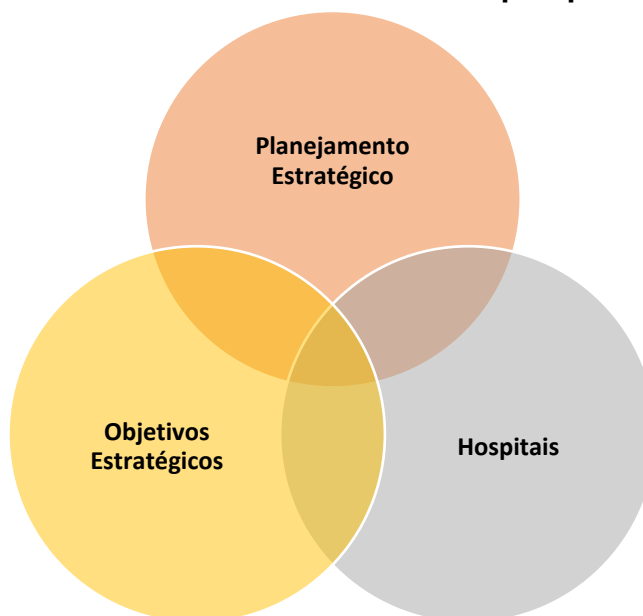 Planejamento
Estratégico
Objetivos
Estratégicos
Hospitais